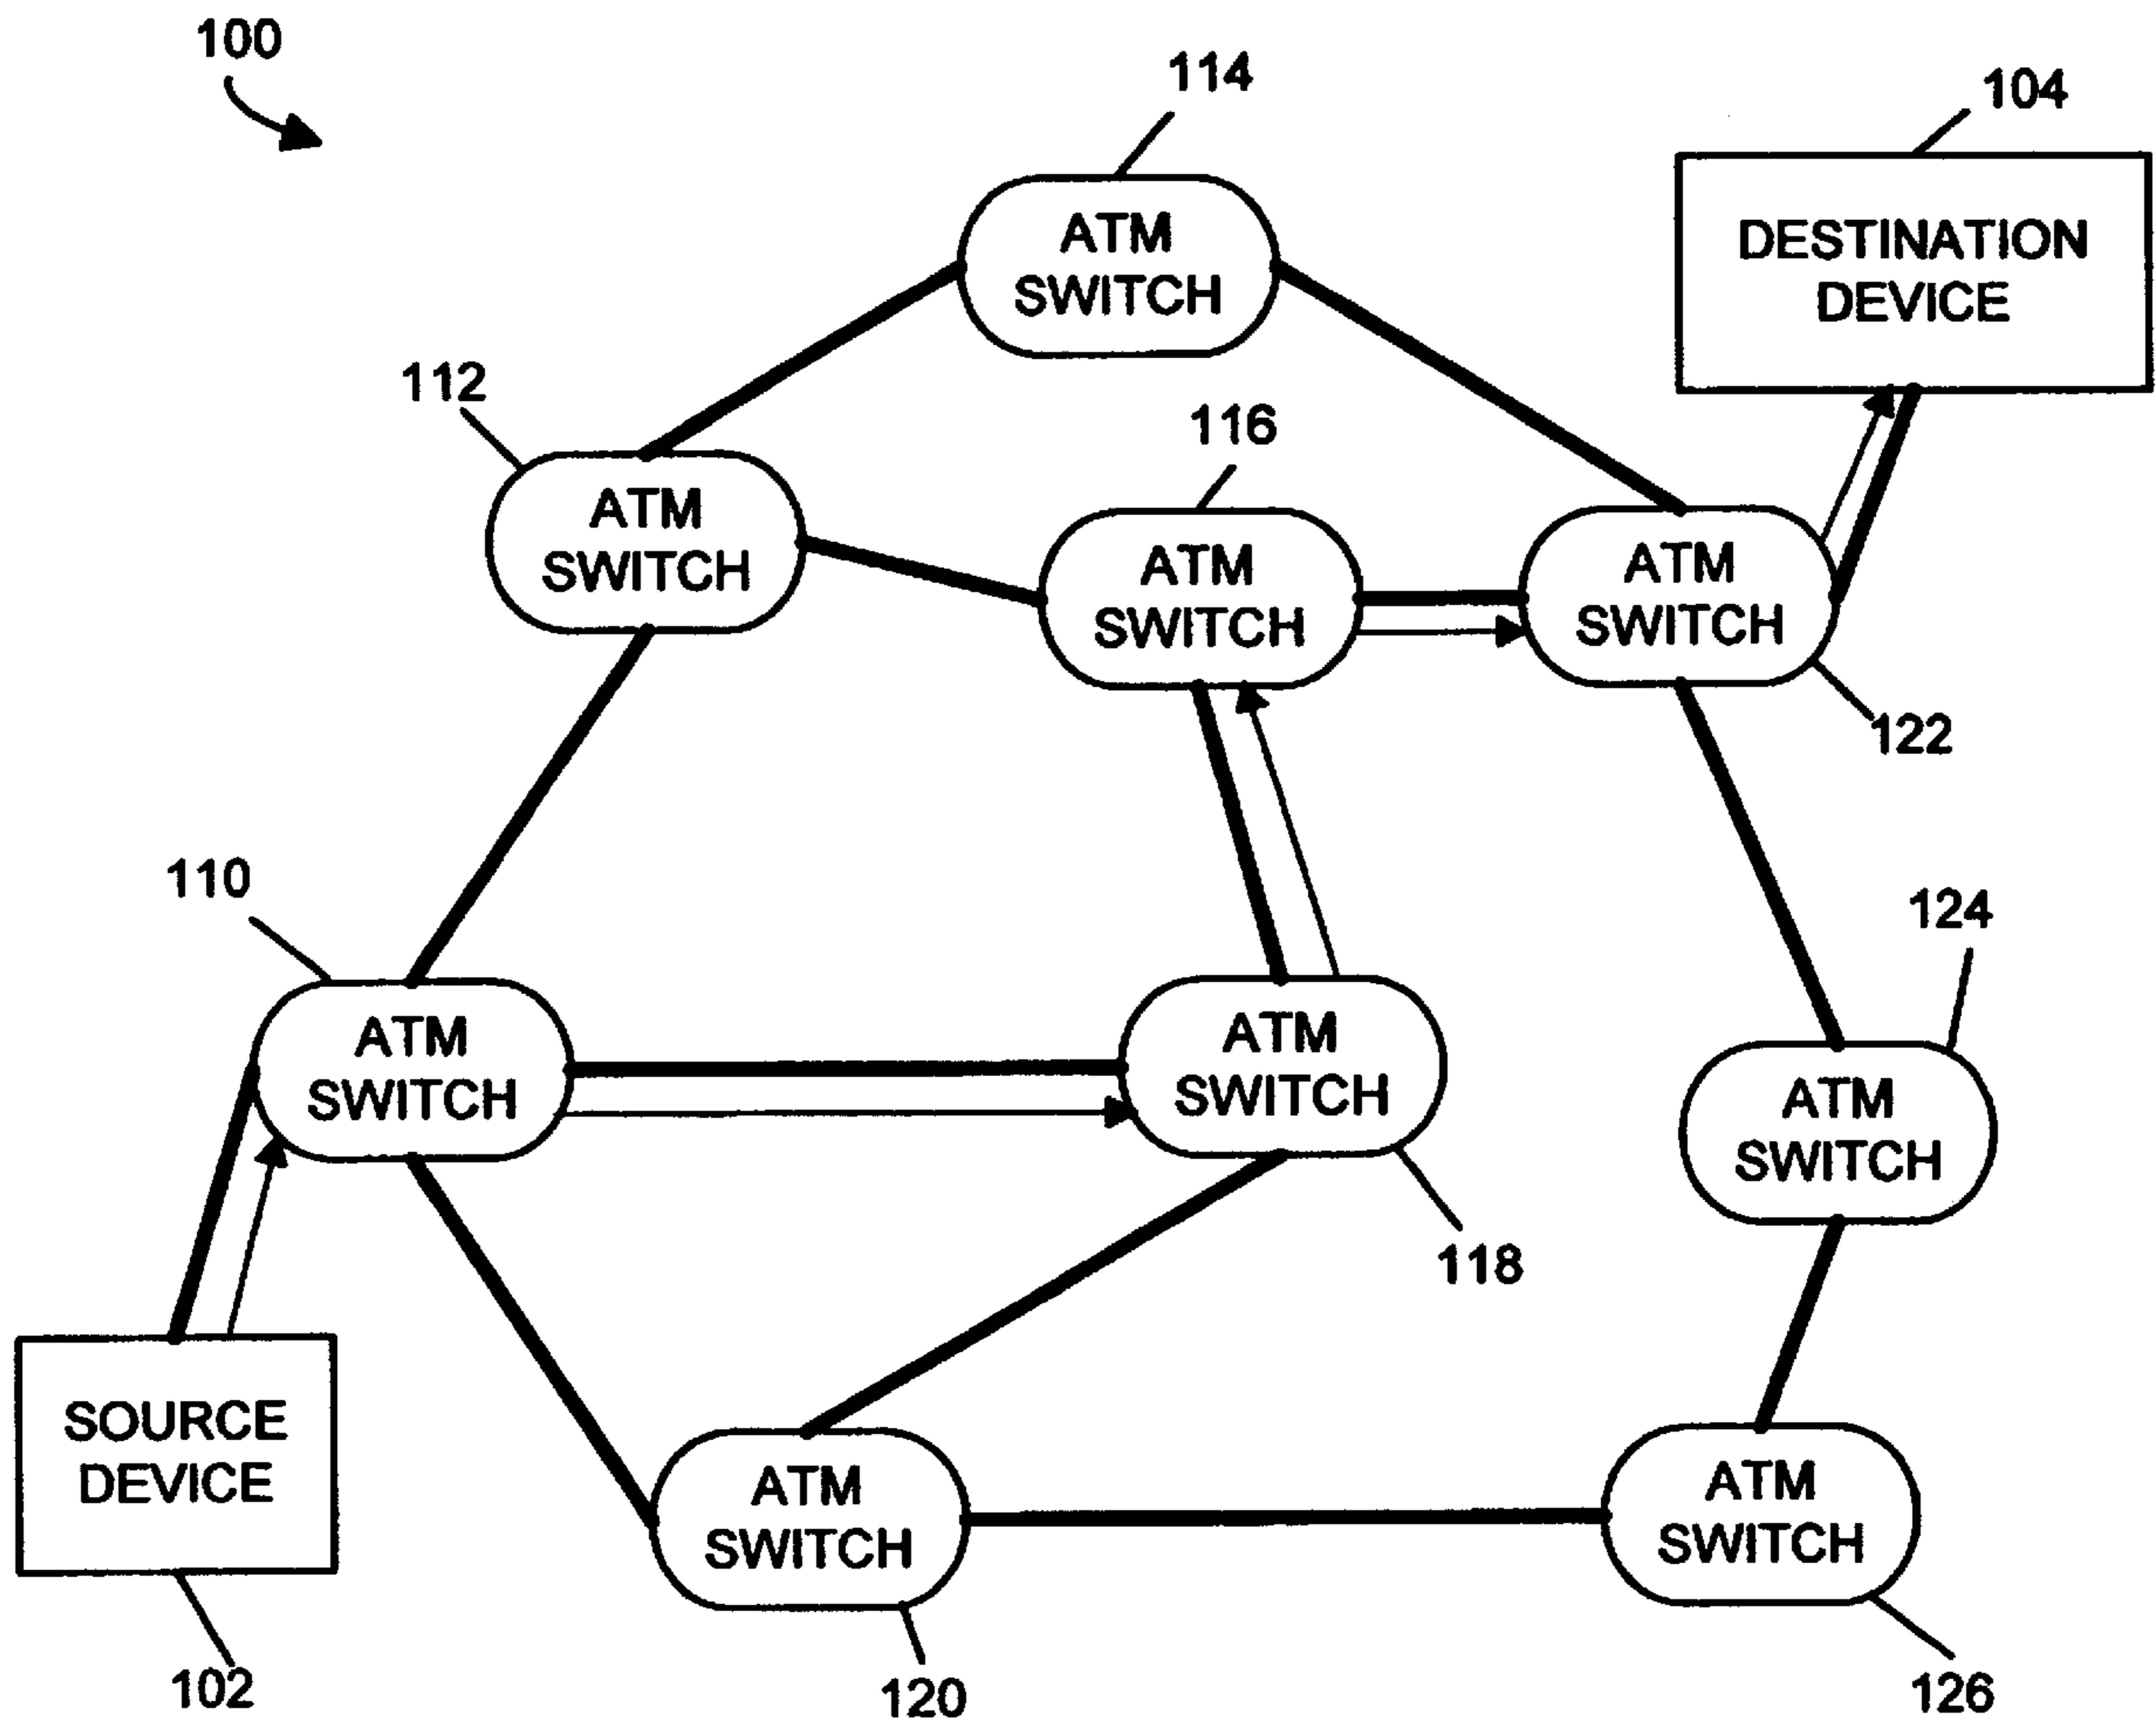 100
114
104
ATM
SWITCH
DESTINATION
DEVICE
112
116
ATM
SWITCH
ATM
SWITCH
ATM
SWITCH
122
110
124
ATM
SWITCH
ATM
SWITCH
ATM
SWITCH
118
SOURCE
DEVICE
ATM
SWITCH
ATM
SWITCH
102
120
126